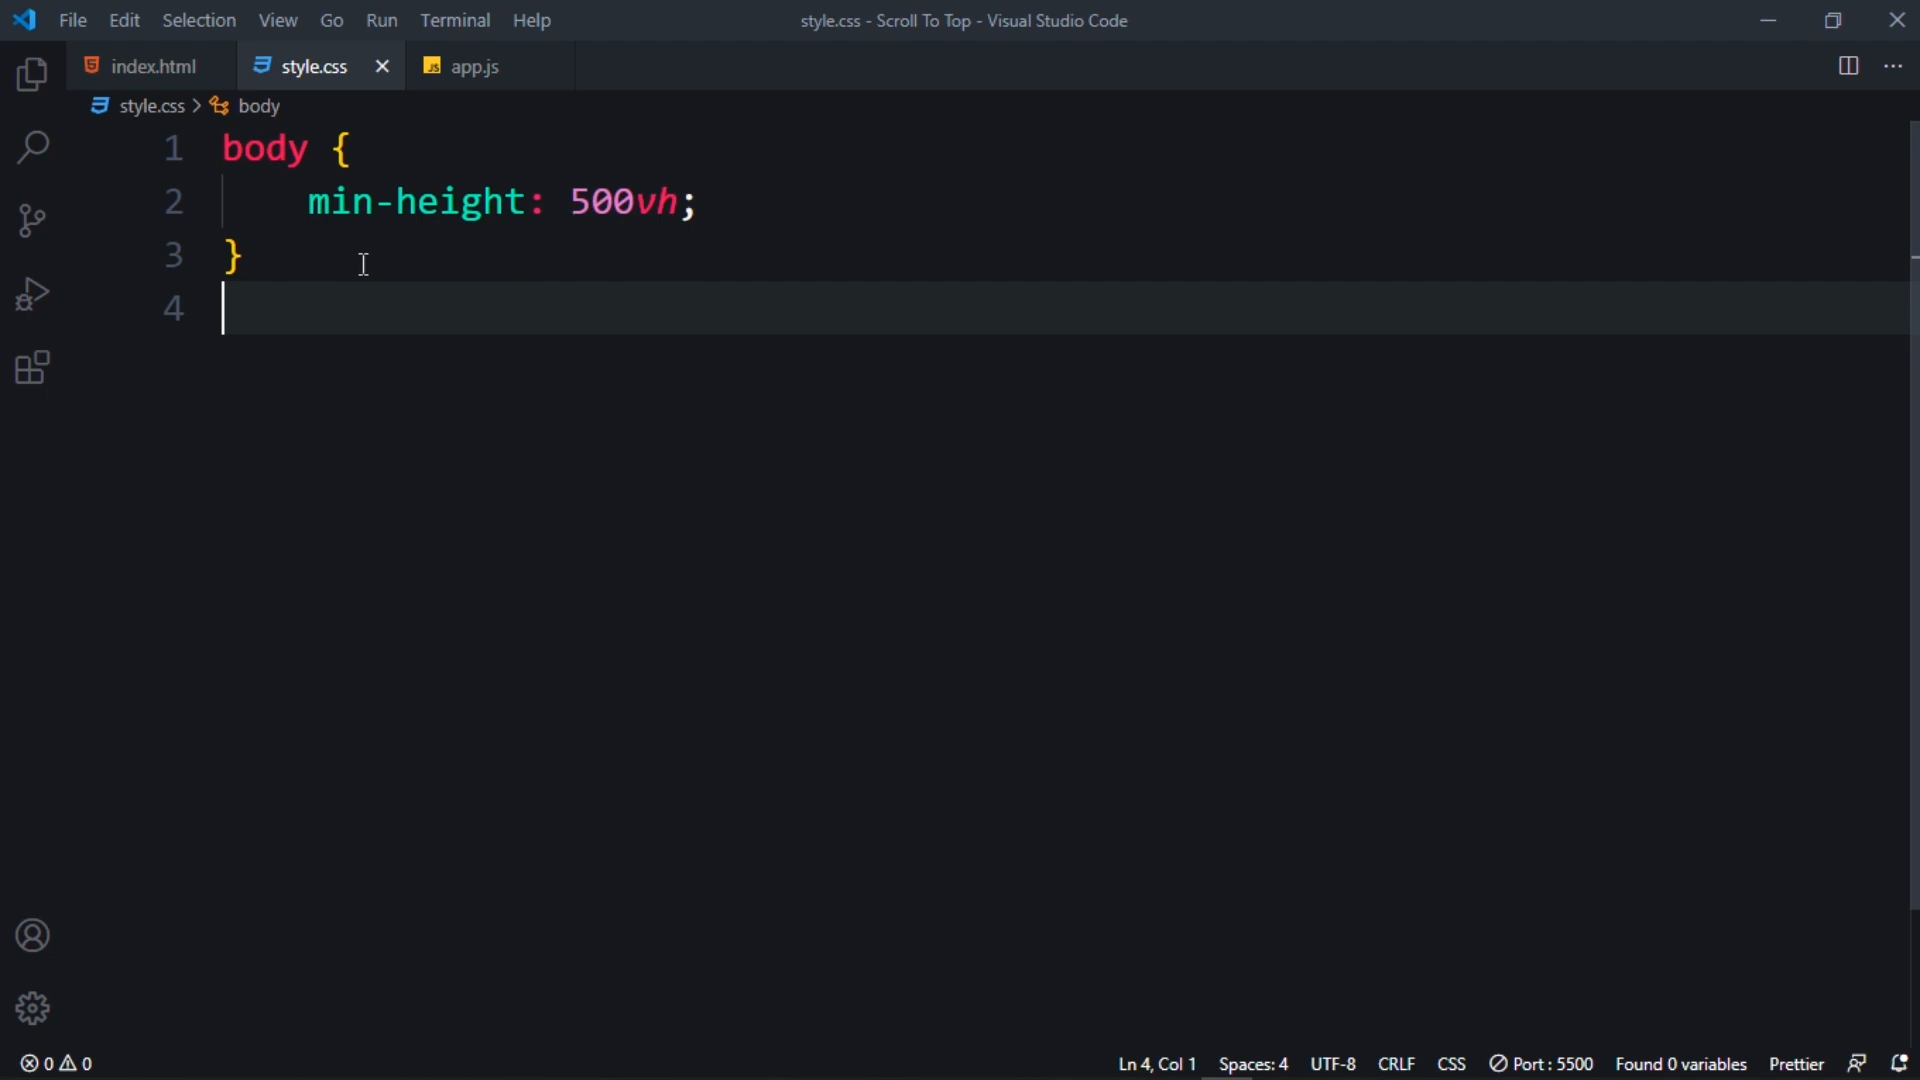 File Edit Selection View Go Run Terminal Help style.css - Scroll To Top - Visual Studio Code
index.html style.css JS app.js
style.css > body
1 body {
2 min-height: 500vh;
3 }
4
0 0 Ln 4, Col 1 Spaces: 4 UTF-8 CRLF CSS Port : 5500 Found 0 variables Prettier